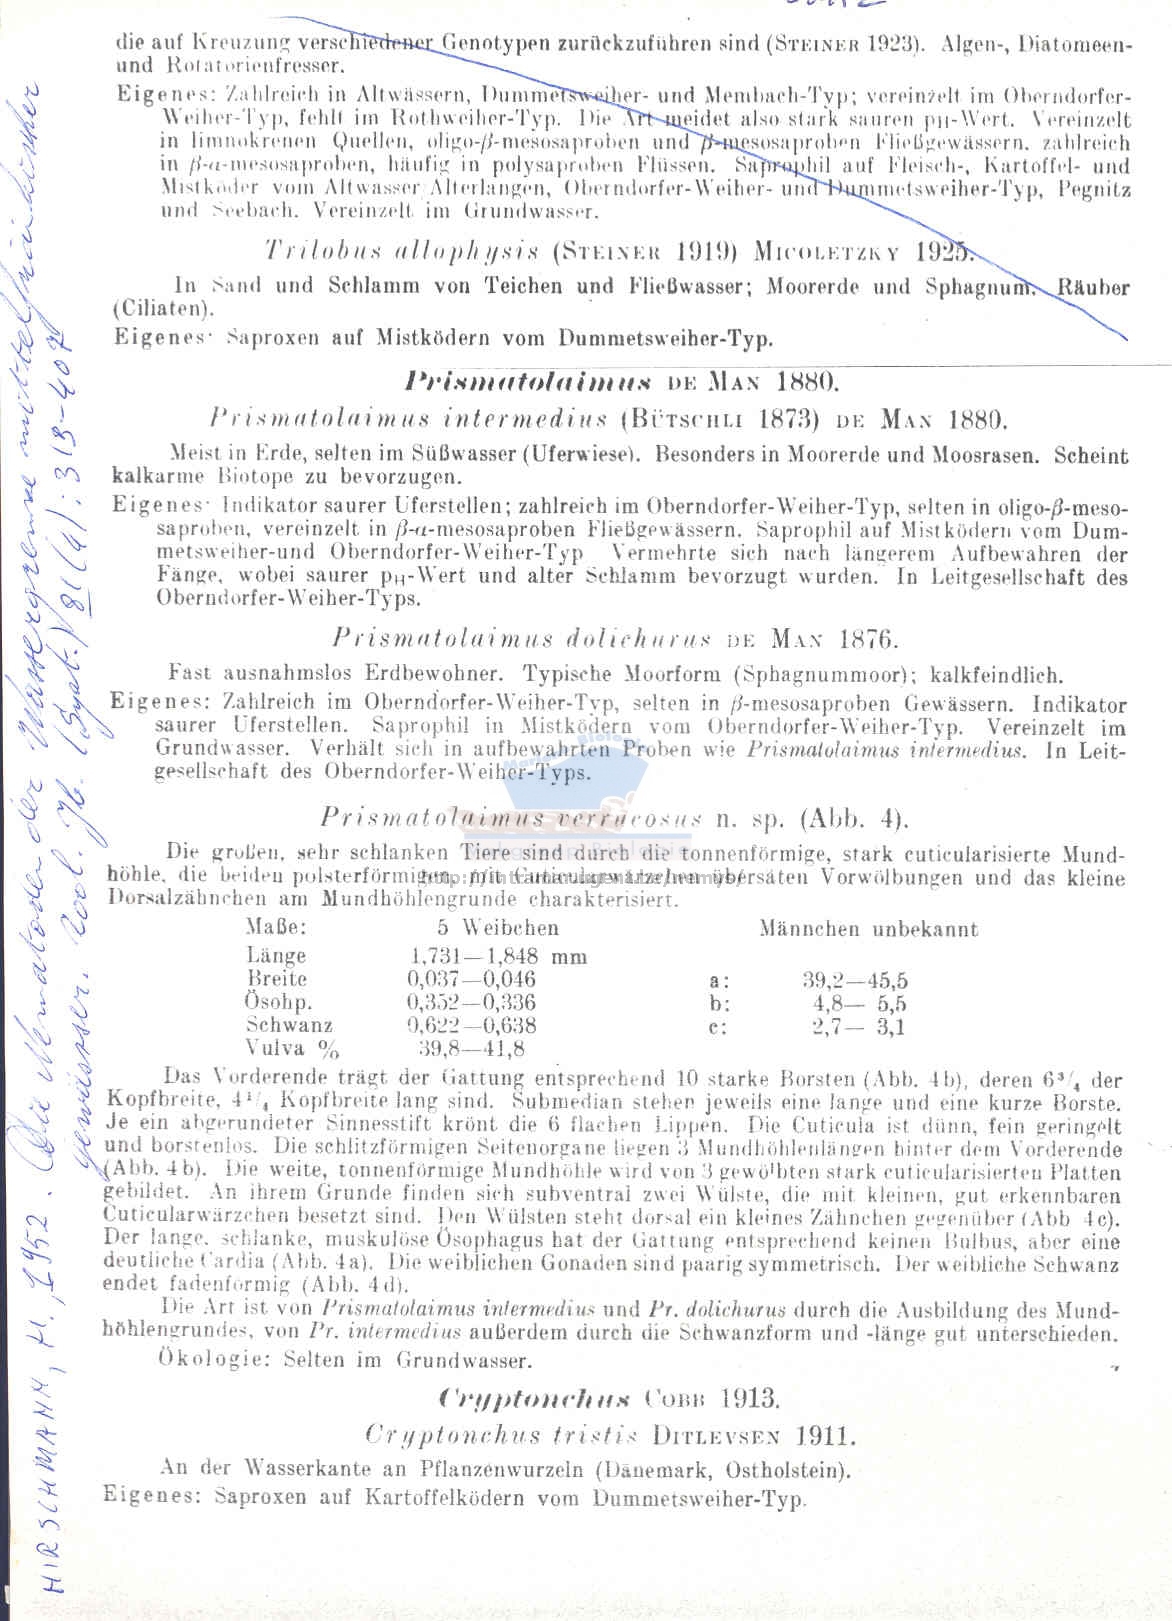 die auf Kreuzung verschiedener Genotypen zurückzuführen sind (STEINER 1923). Algen-, Diatomeen-
und Rotatorienfresser.
Eigenes: Zahlreich in Altwässern, Dummetsweiher- und Membach-Typ; vereinzelt im Oberndorfer-
Weiher-Typ, fehlt im Rothweiher-Typ. Die Art meidet also stark sauren pH-Wert. Vereinzelt
in limnokrenen Quellen, oligo-β-mesosaproben und β-mesosaproben Fließgewässern, zahlreich
in β-α-mesosaproben, häufig in polysaproben Flüssen. Saprophil auf Fleisch-, Kartoffel- und
Mistköder vom Altwasser Alterlangen, Oberndorfer-Weiher- und Dummetsweiher-Typ, Pegnitz
und Seebach. Vereinzelt im Grundwasser.
Trilobus allophysis (STEINER 1919) MICOLETZKY 1925.
In Sand und Schlamm von Teichen und Fließwasser; Moorerde und Sphagnum. Räuber
(Ciliaten).
Eigenes: Saproxen auf Mistködern vom Dummetsweiher-Typ.
Prismatolaimus DE MAN 1880.
Prismatolaimus intermedius (BÜTSCHLI 1873) DE MAN 1880.
Meist in Erde, selten im Süßwasser (Uferwiese). Besonders in Moorerde und Moosrasen. Scheint
kalkarme Biotope zu bevorzugen.
Eigenes: Indikator saurer Uferstellen; zahlreich im Oberndorfer-Weiher-Typ, selten in oligo-β-meso-
saproben, vereinzelt in β-α-mesosaproben Fließgewässern. Saprophil auf Mistködern vom Dum-
metsweiher-und Oberndorfer-Weiher-Typ Vermehrte sich nach längerem Aufbewahren der
Fänge, wobei saurer pH-Wert und alter Schlamm bevorzugt wurden. In Leitgesellschaft des
Oberndorfer-Weiher-Typs.
Prismatolaimus dolichurus DE MAN 1876.
Fast ausnahmslos Erdbewohner. Typische Moorform (Sphagnummoor); kalkfeindlich.
Eigenes: Zahlreich im Oberndorfer-Weiher-Typ, selten in β-mesosaproben Gewässern. Indikator
saurer Uferstellen. Saprophil in Mistködern vom Oberndorfer-Weiher-Typ. Vereinzelt im
Grundwasser. Verhält sich in aufbewahrten Proben wie Prismatolaimus intermedius. In Leit-
gesellschaft des Oberndorfer-Weiher-Typs.
Prismatolaimus verrucosus n. sp. (Abb. 4).
Die großen, sehr schlanken Tiere sind durch die tonnenförmige, stark cuticularisierte Mund-
höhle, die beiden polsterförmigen, mit Cuticularwärzchen übersäten Vorwölbungen und das kleine
Dorsalzähnchen am Mundhöhlengrunde charakterisiert.
Maße: 5 Weibchen Männchen unbekannt
Länge 1,731—1,848 mm
Breite 0,037—0,046 a: 39,2—45,5
Ösohp. 0,352—0,336 b: 4,8— 5,5
Schwanz 0,622—0,638 c: 2,7— 3,1
Vulva % 39,8—41,8
Das Vorderende trägt der Gattung entsprechend 10 starke Borsten (Abb. 4b), deren 6 3/4 der
Kopfbreite, 4 1/4 Kopfbreite lang sind. Submedian stehen jeweils eine lange und eine kurze Borste.
Je ein abgerundeter Sinnesstift krönt die 6 flachen Lippen. Die Cuticula ist dünn, fein geringelt
und borstenlos. Die schlitzförmigen Seitenorgane liegen 3 Mundhöhlenlängen hinter dem Vorderende
(Abb. 4b). Die weite, tonnenförmige Mundhöhle wird von 3 gewölbten stark cuticularisierten Platten
gebildet. An ihrem Grunde finden sich subventral zwei Wülste, die mit kleinen, gut erkennbaren
Cuticularwärzchen besetzt sind. Den Wülsten steht dorsal ein kleines Zähnchen gegenüber (Abb 4c).
Der lange, schlanke, muskulöse Ösophagus hat der Gattung entsprechend keinen Bulbus, aber eine
deutliche Cardia (Abb. 4a). Die weiblichen Gonaden sind paarig symmetrisch. Der weibliche Schwanz
endet fadenförmig (Abb. 4d).
Die Art ist von Prismatolaimus intermedius und Pr. dolichurus durch die Ausbildung des Mund-
höhlengrundes, von Pr. intermedius außerdem durch die Schwanzform und -länge gut unterschieden.
Ökologie: Selten im Grundwasser.
Cryptonchus COBB 1913.
Cryptonchus tristis DITLEVSEN 1911.
An der Wasserkante an Pflanzenwurzeln (Dänemark, Ostholstein).
Eigenes: Saproxen auf Kartoffelködern vom Dummetsweiher-Typ.
HIRSCHMANN, H., 1952. Die Nematoden der Wassergrenze mittelfränkischer
Gewässer. Zool. Jb. (Syst.) 81(4): 313-407